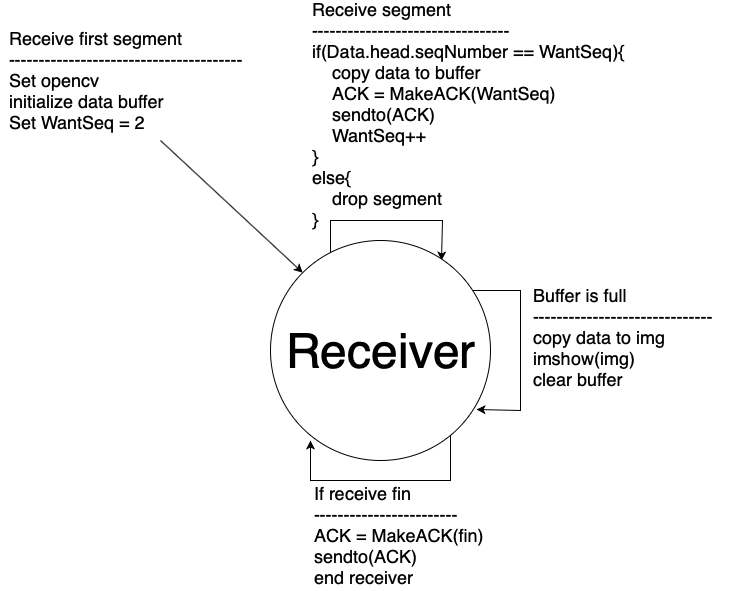 Receive first segment
----------------------------------------
Set opencv
initialize data buffer
Set WantSeq = 2
Receive segment
----------------------------------
if(Data.head.seqNumber == WantSeq){
copy data to buffer
ACK = MakeACK(WantSeq)
sendto(ACK)
WantSeq++
}
else{
drop segment
}
Receiver
Buffer is full
-------------------------------
copy data to img
imshow(img)
clear buffer
If receive fin
-------------------------
ACK = MakeACK(fin)
sendto(ACK)
end receiver